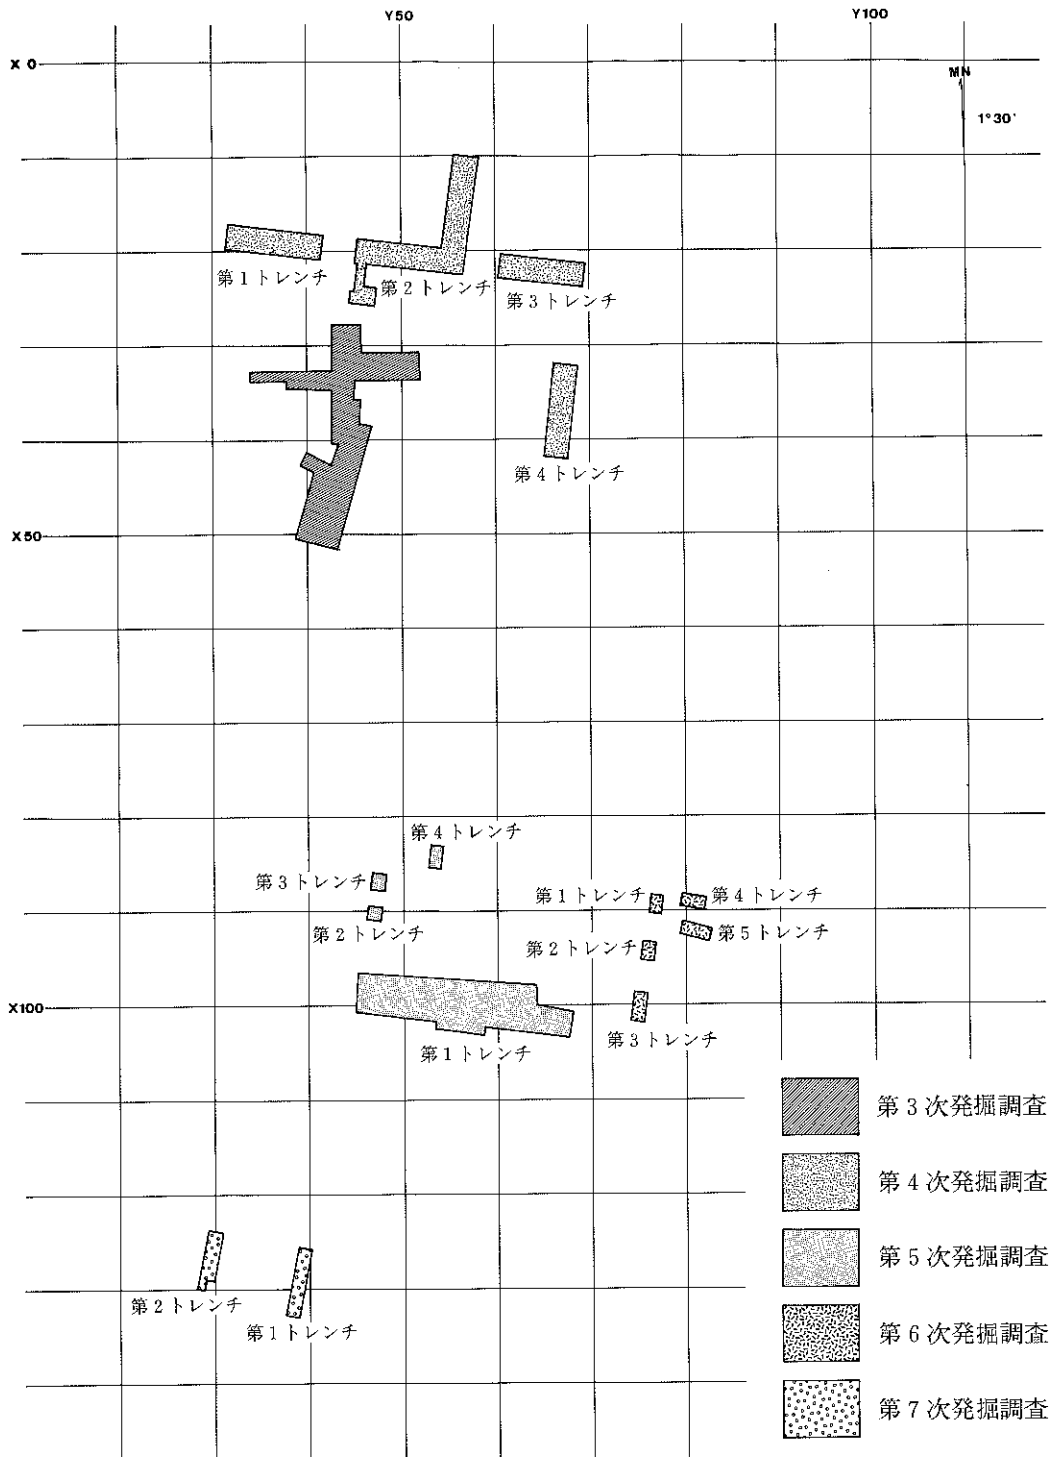 Y50
Y100
X 0
MN
1°30'
第1トレンチ
第2トレンチ
第3トレンチ
第4トレンチ
X50
第4トレンチ
第3トレンチ
第2トレンチ
第1トレンチ
第4トレンチ
第5トレンチ
第2トレンチ
X100
第3トレンチ
第1トレンチ
第3次発掘調査
第4次発掘調査
第5次発掘調査
第6次発掘調査
第7次発掘調査
第2トレンチ
第1トレンチ